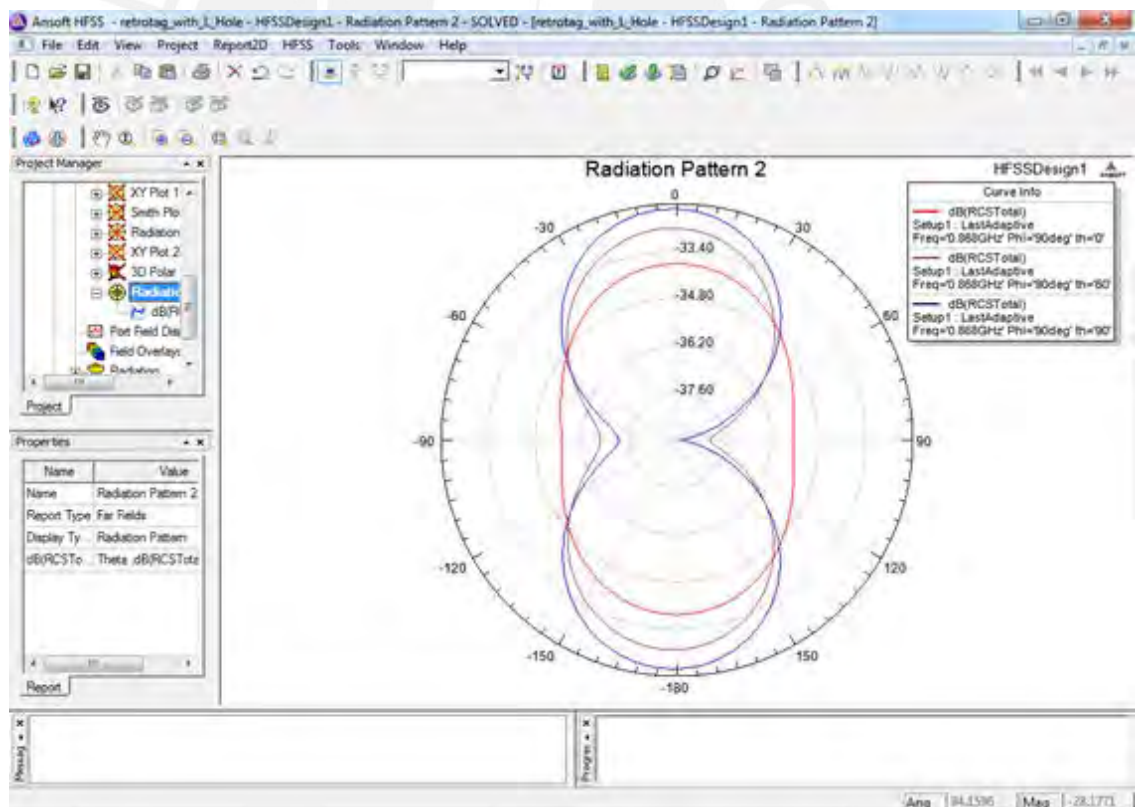 Ansoft HFSS - retrotag_with_L_Hole - HFSSDesign1 - Radiation Pattern 2 - SOLVED - [retrotag_with_L_Hole - HFSSDesign1 - Radiation Pattern 2]
File Edit View Project Report2D HFSS Tools Window Help
Project Manager
XY Plot 1
Smith Plo
Radiation
XY Plot 2
3D Polar
Radiatio
dB(R
Port Field Dis
Field Overlays
Radiation
Project
Properties
Name Value
Name Radiation Pattern 2
Report Type Far Fields
Display Ty... Radiation Pattern
dB(RCSTo... Theta ,dB(RCSTota
Report
Radiation Pattern 2
HFSSDesign1
Curve Info
dB(RCSTotal)
Setup1 : LastAdaptive
Freq='0.868GHz' Phi='90deg' th='0'
dB(RCSTotal)
Setup1 : LastAdaptive
Freq='0.868GHz' Phi='90deg' th='60'
dB(RCSTotal)
Setup1 : LastAdaptive
Freq='0.868GHz' Phi='90deg' th='90'
0
-30 30
-33.40
-34.80
-60 60
-36.20
-37.60
-90 90
-120 120
-150 150
-180
Ang Mag -28.1771